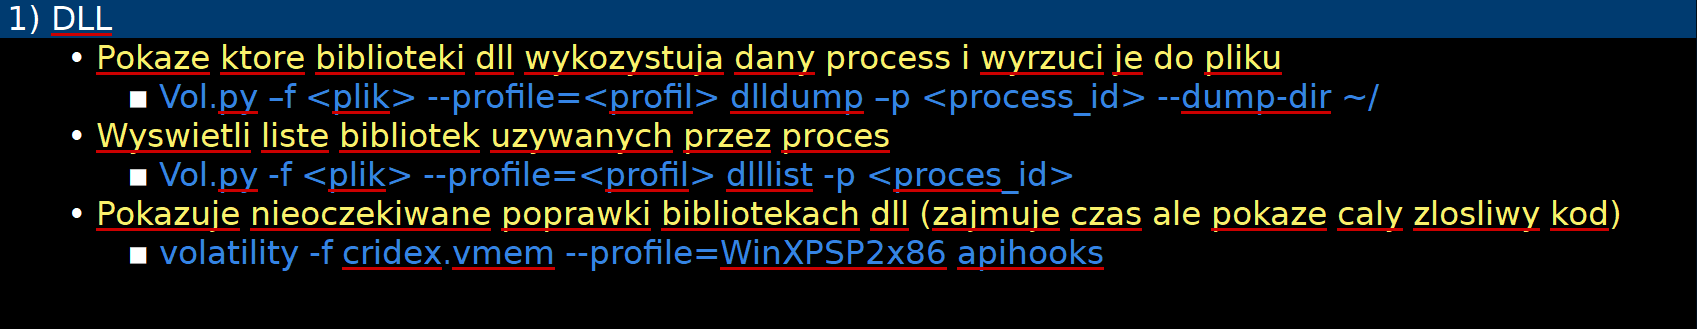 1) DLL
• Pokaze ktore biblioteki dll wykozystuja dany process i wyrzuci je do pliku
■ Vol.py –f <plik> --profile=<profil> dlldump –p <process_id> --dump-dir ~/
• Wyswietli liste bibliotek uzywanych przez proces
■ Vol.py -f <plik> --profile=<profil> dlllist -p <proces_id>
• Pokazuje nieoczekiwane poprawki bibliotekach dll (zajmuje czas ale pokaze caly zlosliwy kod)
■ volatility -f cridex.vmem --profile=WinXPSP2x86 apihooks